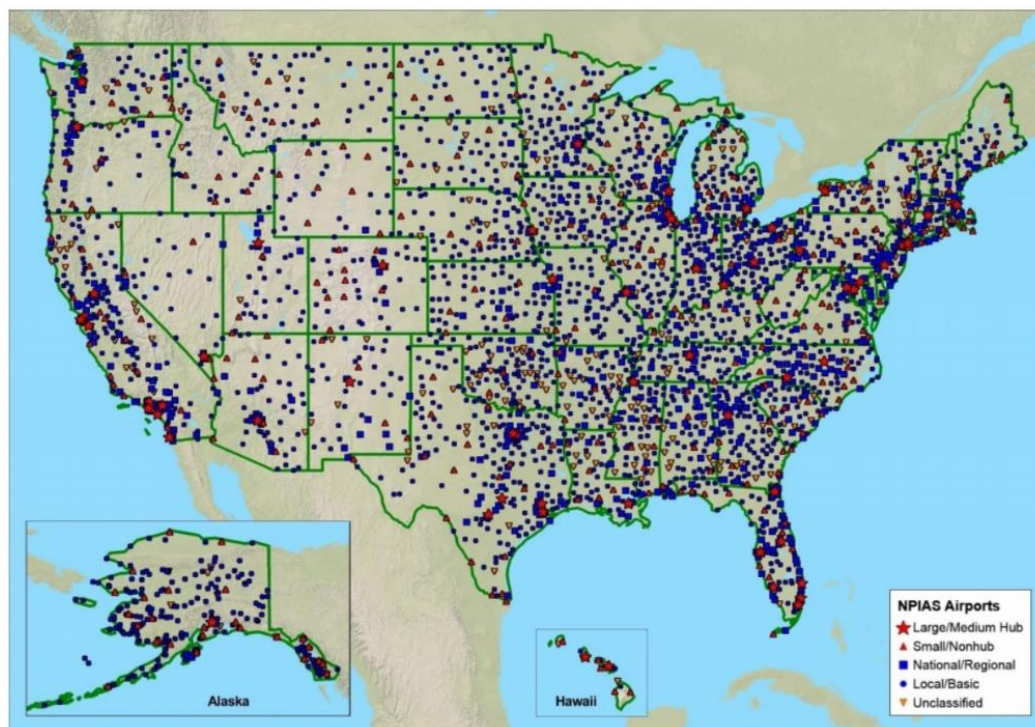 Alaska
Hawaii
NPIAS Airports
Large/Medium Hub
Small/Nonhub
National/Regional
Local/Basic
Unclassified